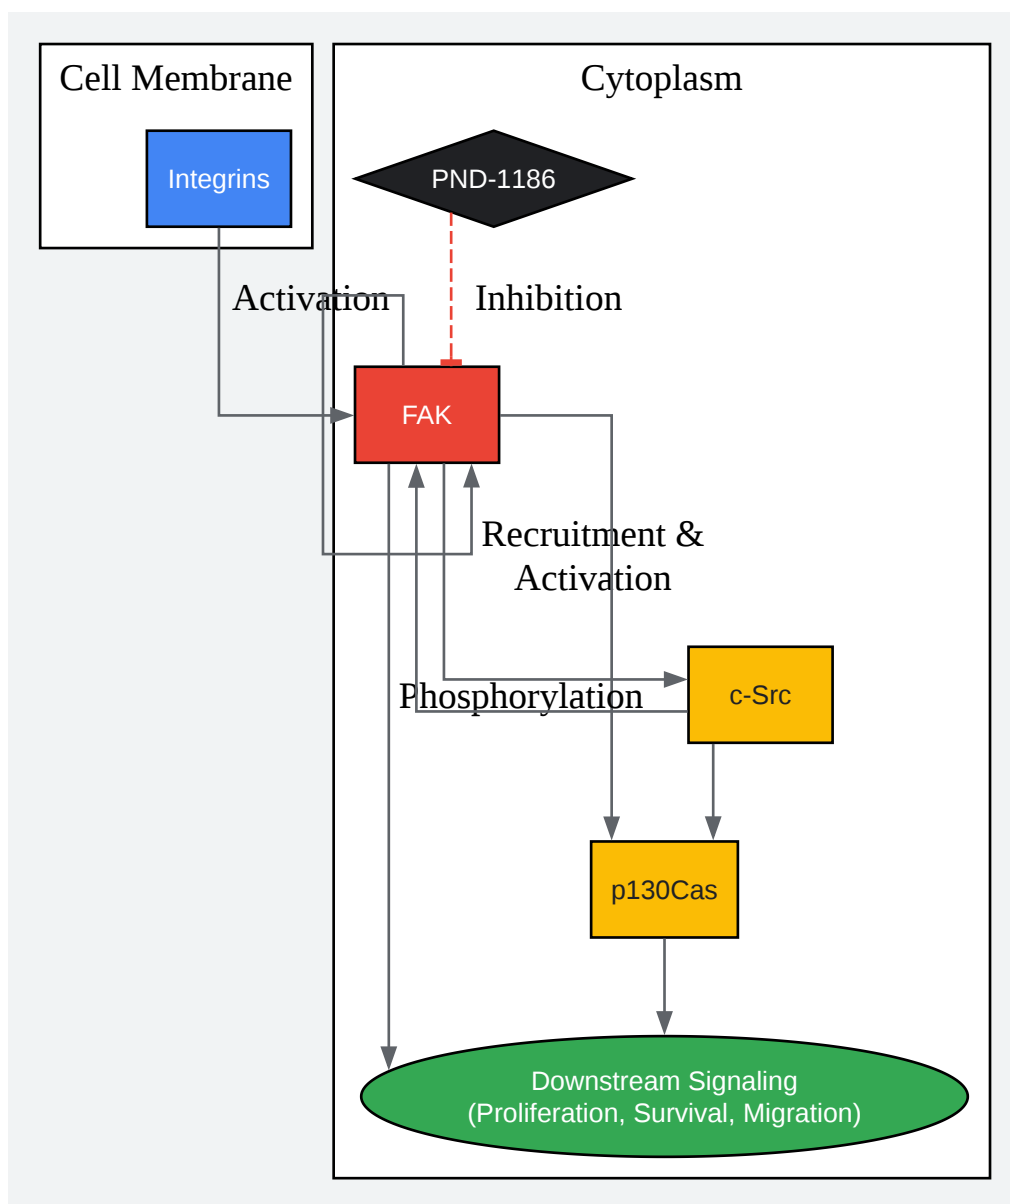 Cell Membrane
Cytoplasm
Integrins
PND-1186
Activation
Inhibition
FAK
Recruitment &
Activation
Phosphorylation
c-Src
p130Cas
Downstream Signaling
(Proliferation, Survival, Migration)